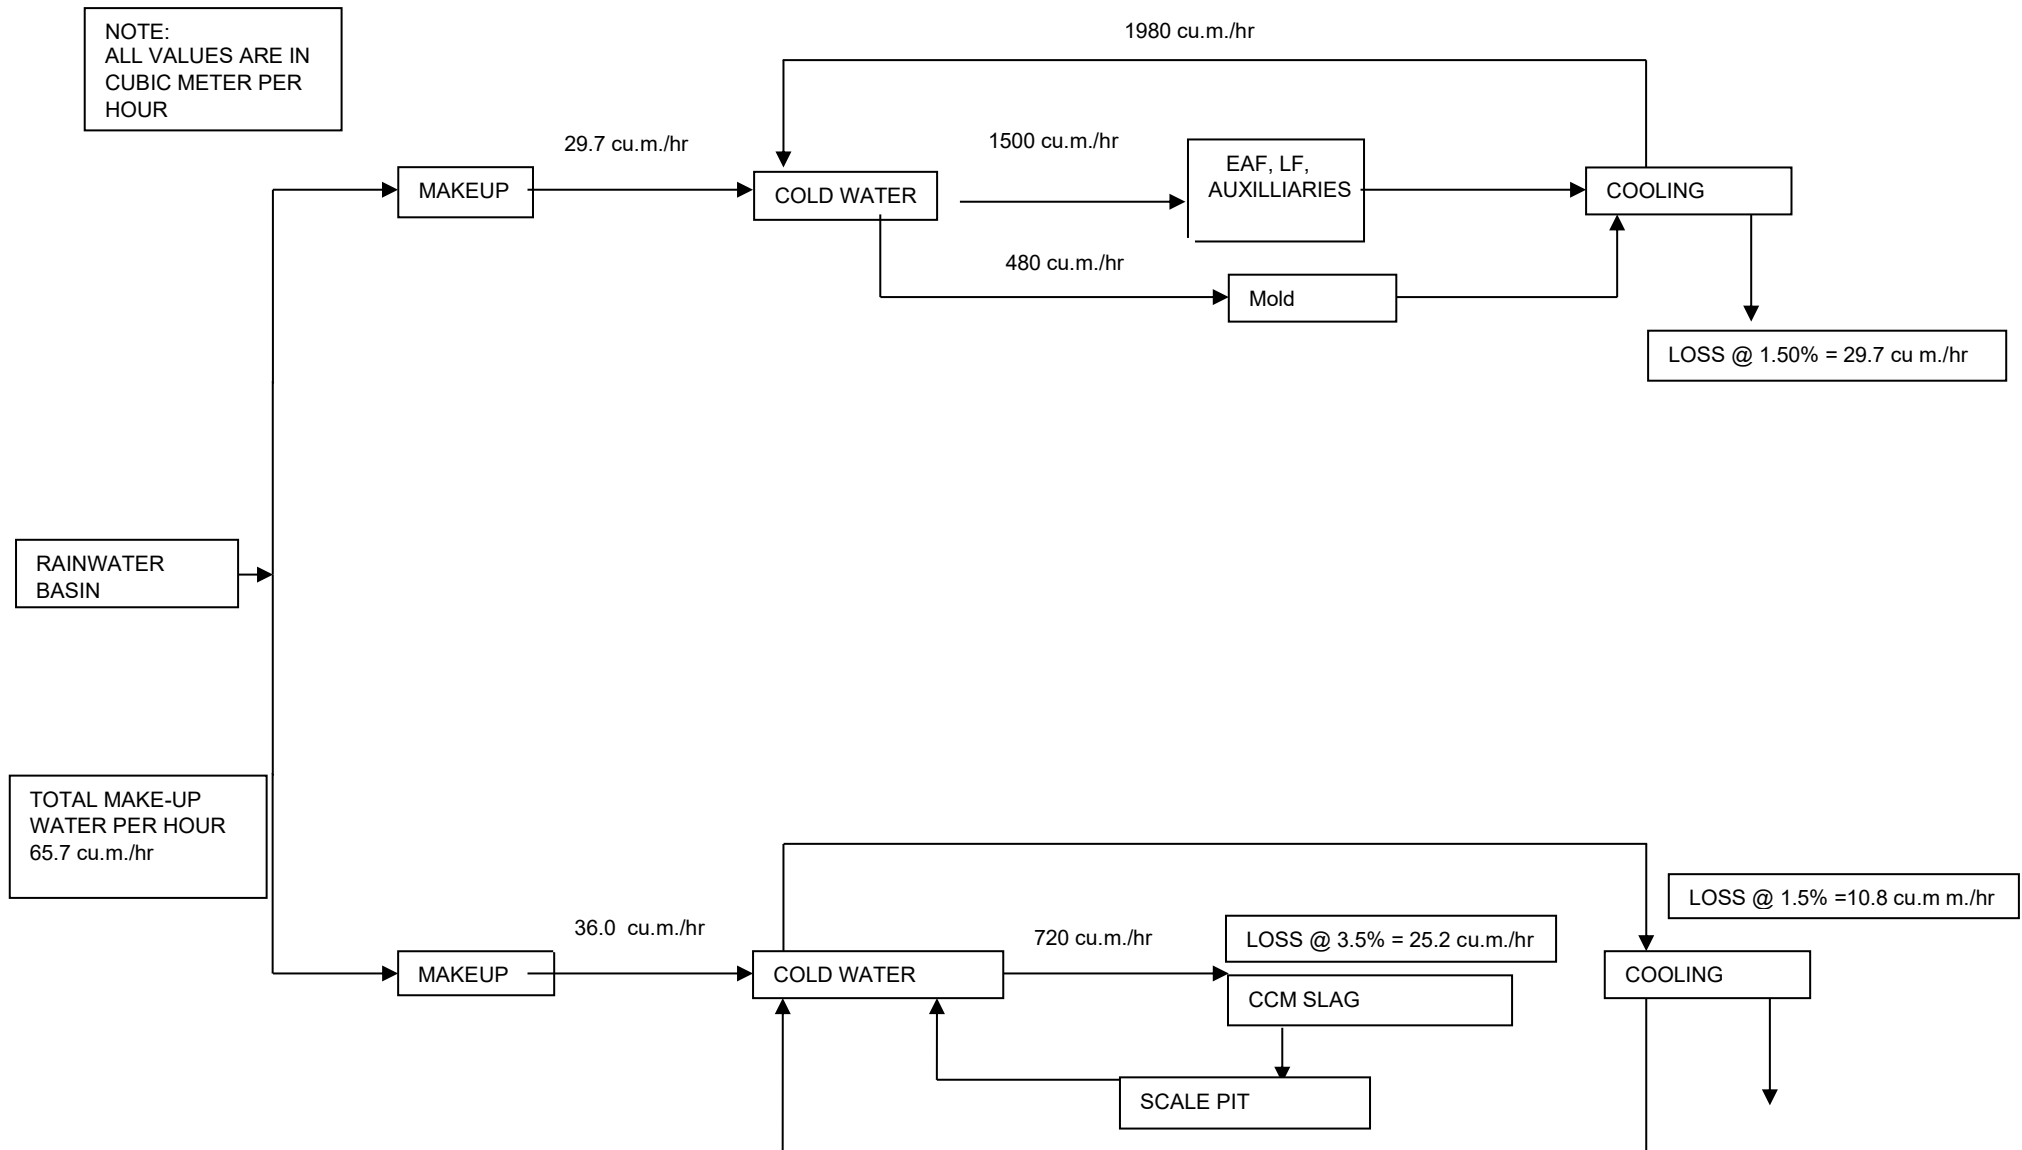 NOTE:
ALL VALUES ARE IN
CUBIC METER PER
HOUR
1980 cu.m./hr
29.7 cu.m./hr
1500 cu.m./hr
MAKEUP
COLD WATER
EAF, LF,
AUXILLIARIES
COOLING
480 cu.m./hr
Mold
LOSS @ 1.50% = 29.7 cu m./hr
RAINWATER
BASIN
TOTAL MAKE-UP
WATER PER HOUR
65.7 cu.m./hr
LOSS @ 1.5% =10.8 cu.m m./hr
36.0  cu.m./hr
720 cu.m./hr
LOSS @ 3.5% = 25.2 cu.m./hr
MAKEUP
COLD WATER
CCM SLAG
COOLING
SCALE PIT